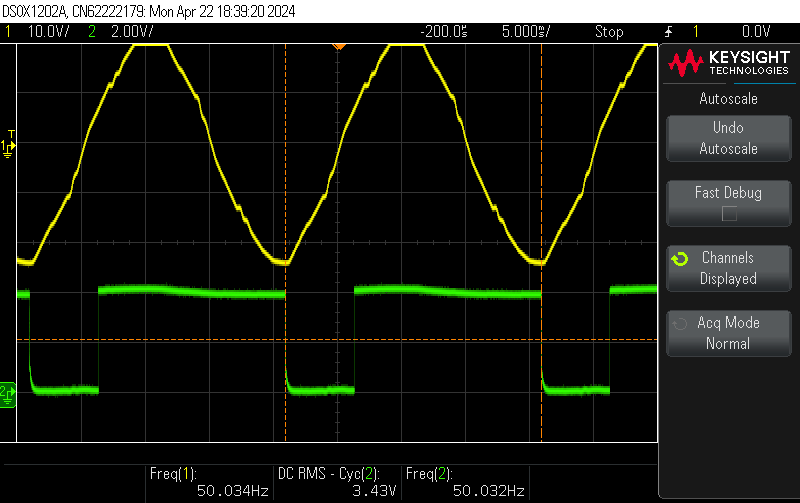 DSOX1202A, CN62222179: Mon Apr 22 18:39:20 2024
1 10.0V/ 2 2.00V/ -200.0s 5.000s/ Stop 1 0.0V
KEYSIGHT
TECHNOLOGIES
Autoscale
Undo
Autoscale
Fast Debug
Channels
Displayed
Acq Mode
Normal
T
1
2
Freq(1): DC RMS - Cyc(2): Freq(2):
50.034Hz 3.43V 50.032Hz